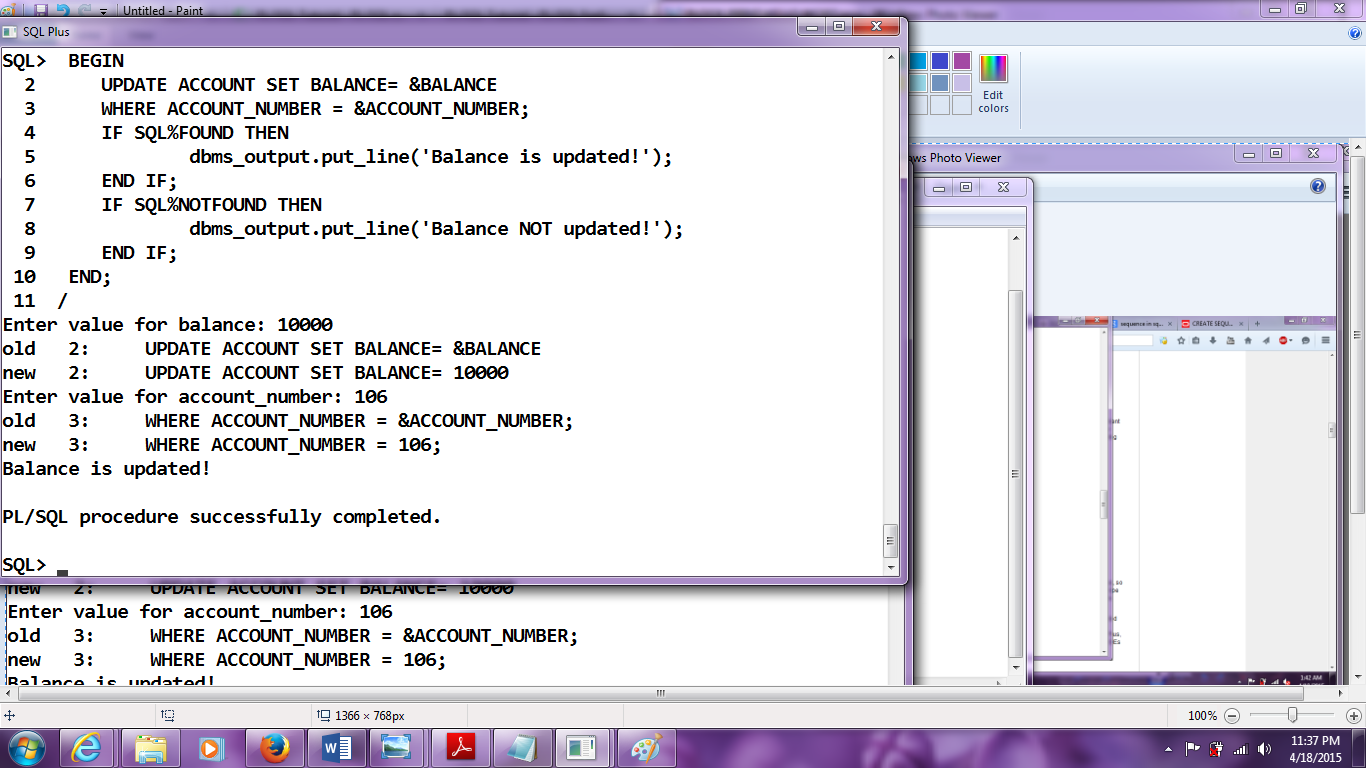 Untitled - Paint
SQL Plus
SQL>  BEGIN
  2      UPDATE ACCOUNT SET BALANCE= &BALANCE
  3      WHERE ACCOUNT_NUMBER = &ACCOUNT_NUMBER;
  4      IF SQL%FOUND THEN
  5              dbms_output.put_line('Balance is updated!');
  6      END IF;
  7      IF SQL%NOTFOUND THEN
  8              dbms_output.put_line('Balance NOT updated!');
  9      END IF;
 10   END;
 11  /
Enter value for balance: 10000
old   2:     UPDATE ACCOUNT SET BALANCE= &BALANCE
new   2:     UPDATE ACCOUNT SET BALANCE= 10000
Enter value for account_number: 106
old   3:     WHERE ACCOUNT_NUMBER = &ACCOUNT_NUMBER;
new   3:     WHERE ACCOUNT_NUMBER = 106;
Balance is updated!
PL/SQL procedure successfully completed.
SQL>
new   2:     UPDATE ACCOUNT SET BALANCE= 10000
Enter value for account_number: 106
old   3:     WHERE ACCOUNT_NUMBER = &ACCOUNT_NUMBER;
new   3:     WHERE ACCOUNT_NUMBER = 106;
Balance is updated!
Edit
colors
ows Photo Viewer
sequence in sq...
CREATE SEQU...
1:42 AM
1366 × 768px
100%
11:37 PM
4/18/2015